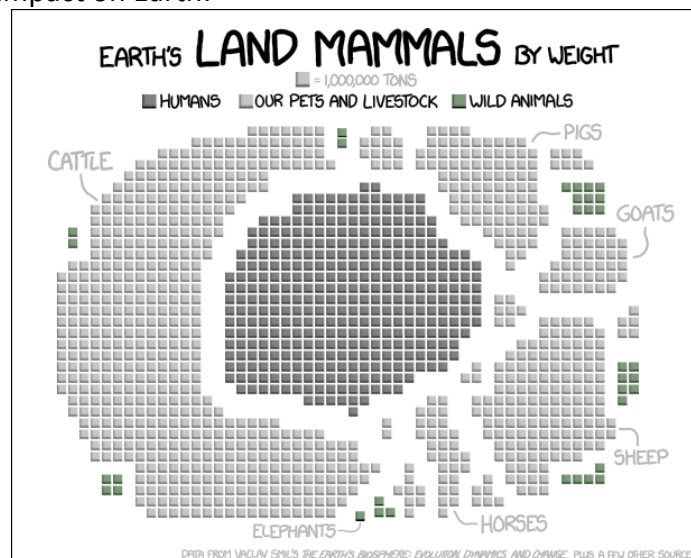 impact on Earth.
EARTH'S LAND MAMMALS BY WEIGHT
= 1,000,000 TONS
HUMANS OUR PETS AND LIVESTOCK WILD ANIMALS
PIGS
CATTLE
GOATS
SHEEP
HORSES
ELEPHANTS
DATA FROM VACLAV SMIL'S THE EARTH'S BIOSPHERE: EVOLUTION, DYNAMICS, AND CHANGE, PLUS A FEW OTHER SOURCE